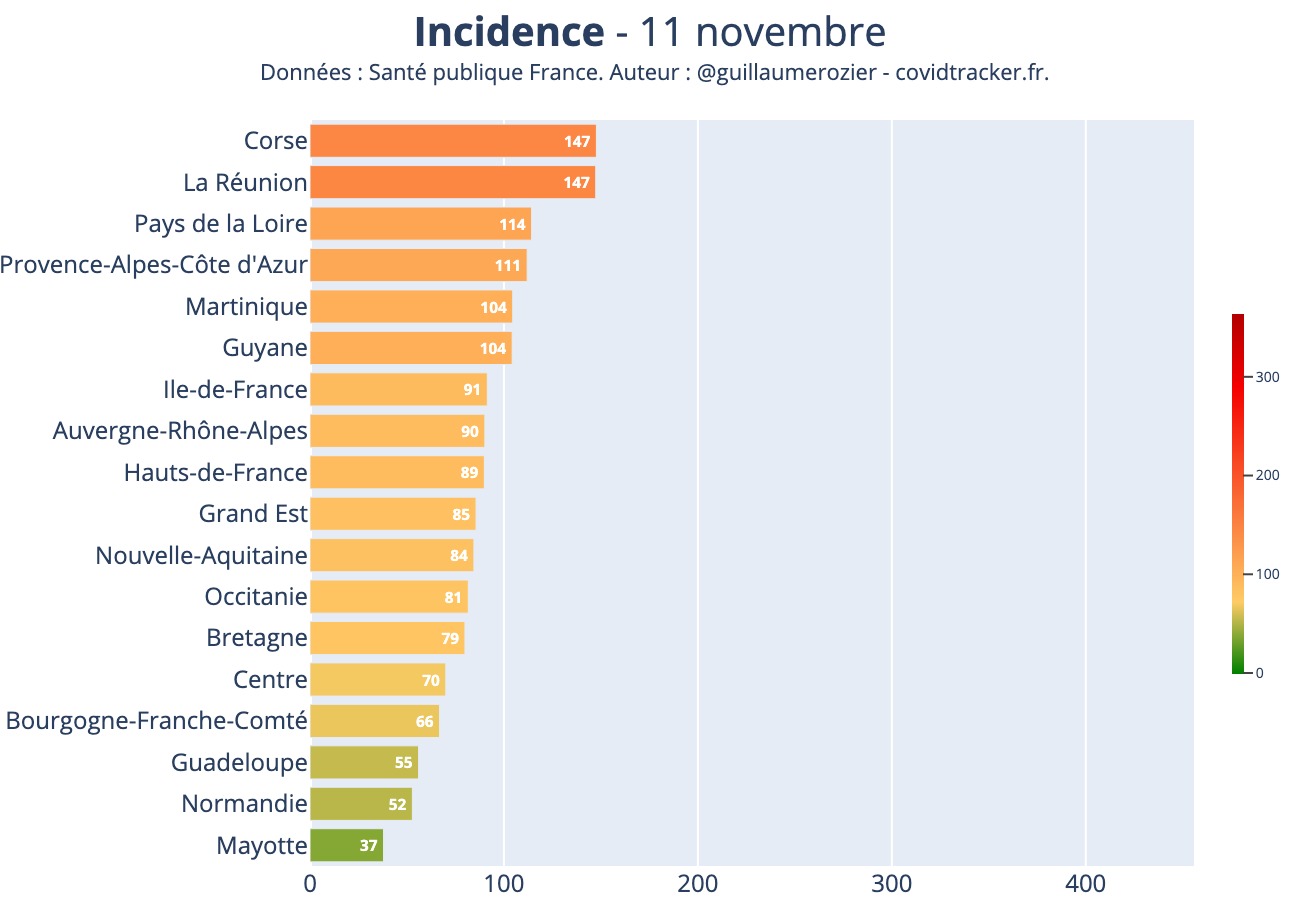 Incidence - 11 novembre
Données : Santé publique France. Auteur : @guillaumerozier - covidtracker.fr.
Corse 147
La Réunion 147
Pays de la Loire 114
Provence-Alpes-Côte d'Azur 111
Martinique 104
Guyane 104
Ile-de-France 91
Auvergne-Rhône-Alpes 90
Hauts-de-France 89
Grand Est 85
Nouvelle-Aquitaine 84
Occitanie 81
Bretagne 79
Centre 70
Bourgogne-Franche-Comté 66
Guadeloupe 55
Normandie 52
Mayotte 37
0 100 200 300 400
300
200
100
0